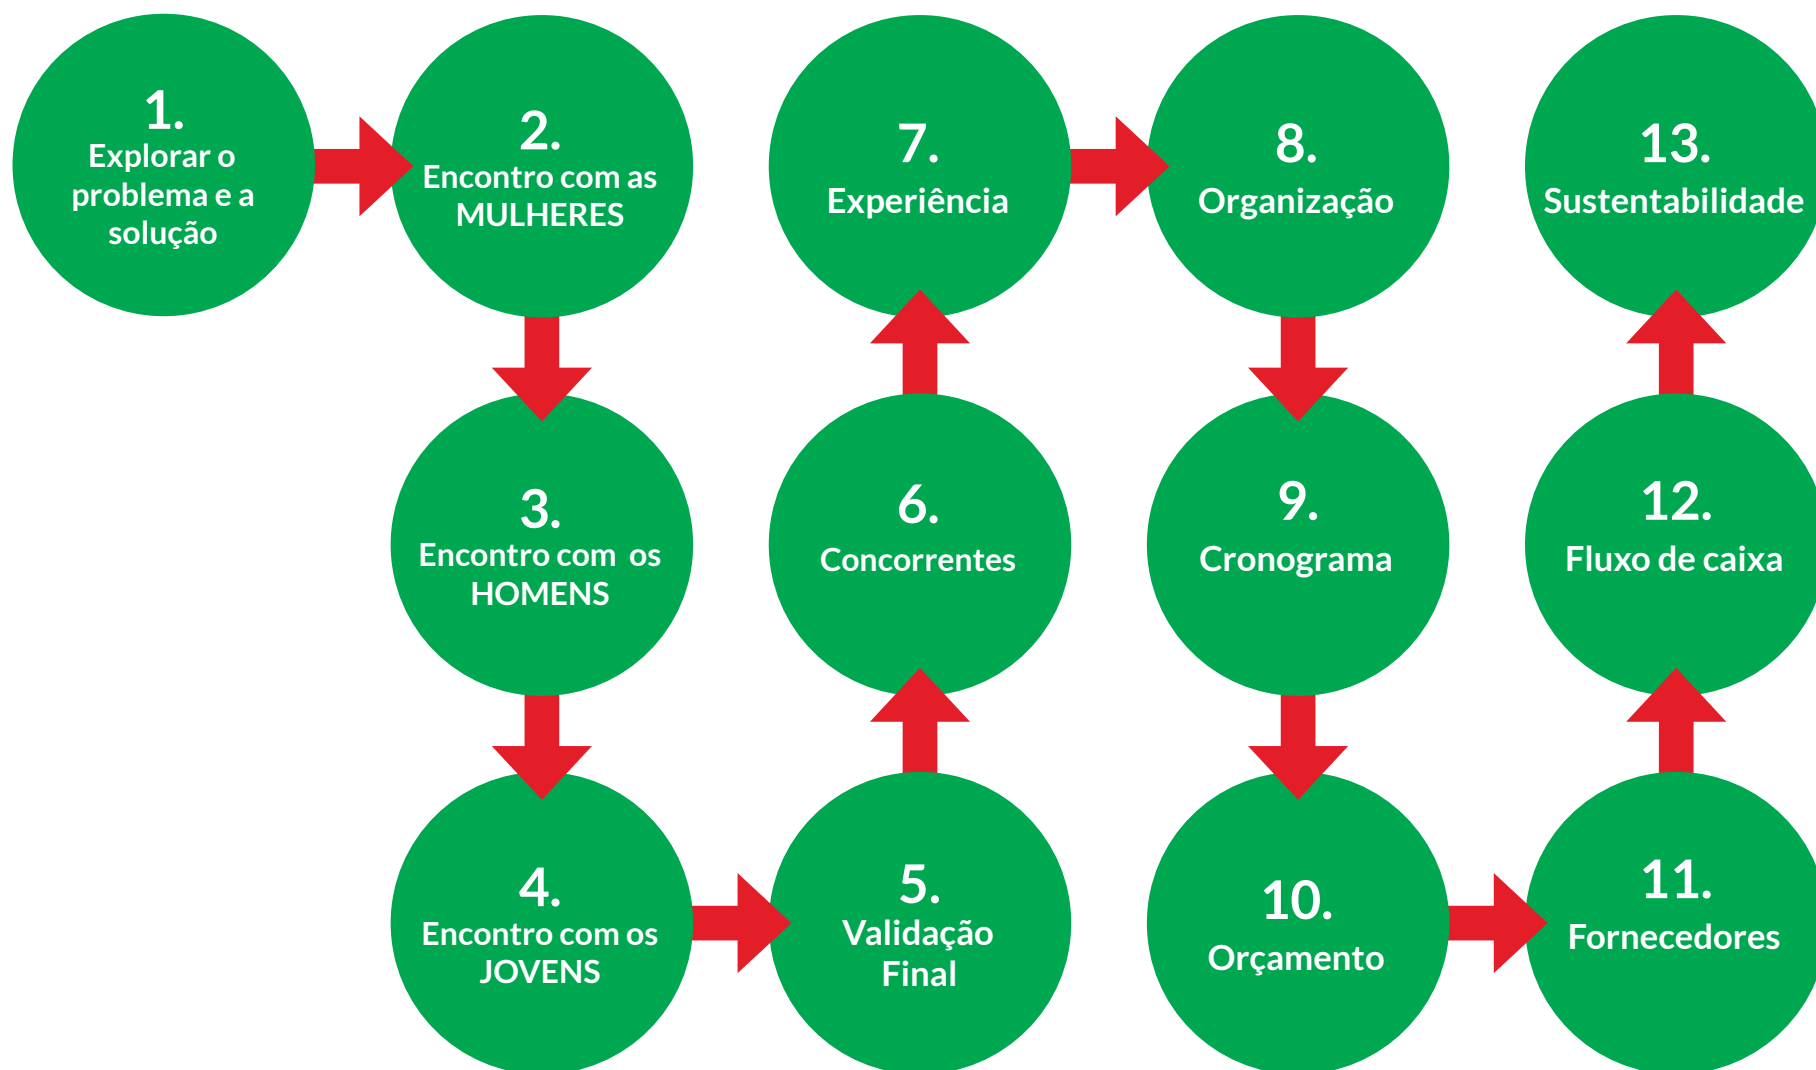 1.
Explorar o
problema e a
solução
2.
Encontro com as
MULHERES
3.
Encontro com  os
HOMENS
4.
Encontro com os
JOVENS
5.
Validação
Final
6.
Concorrentes
7.
Experiência
8.
Organização
9.
Cronograma
10.
Orçamento
11.
Fornecedores
12.
Fluxo de caixa
13.
Sustentabilidade